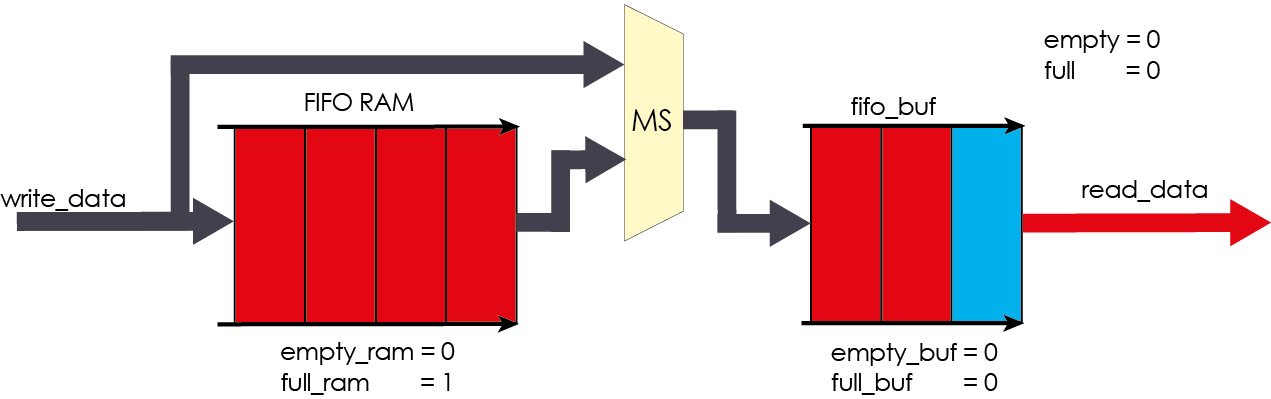 empty = 0
full = 0
FIFO RAM
MS
fifo_buf
write_data
read_data
empty_ram = 0
full_ram = 1
empty_buf = 0
full_buf = 0